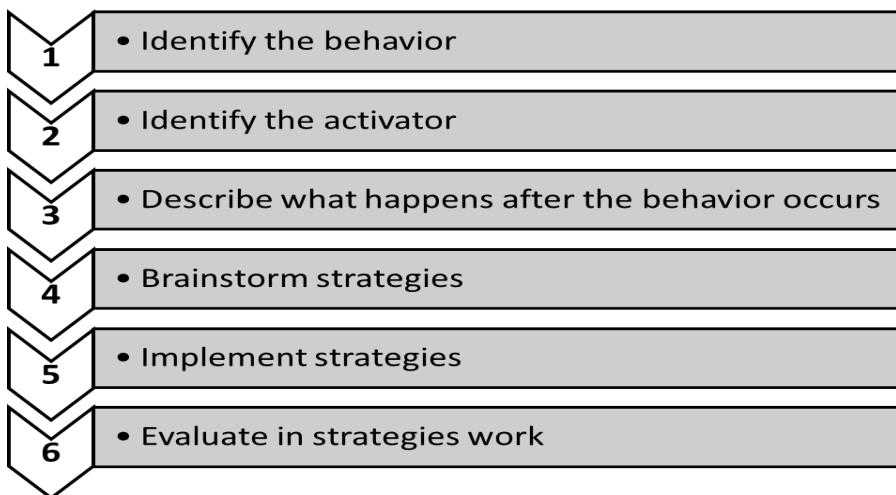 1 • Identify the behavior
2 • Identify the activator
3 • Describe what happens after the behavior occurs
4 • Brainstorm strategies
5 • Implement strategies
6 • Evaluate in strategies work